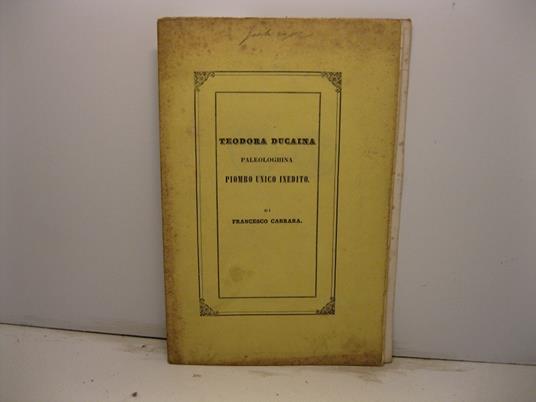 TEODORA DUCAINA
PALEOLOGHINA
PIOMBO UNICO INEDITO.
DI
FRANCESCO CARRARA.